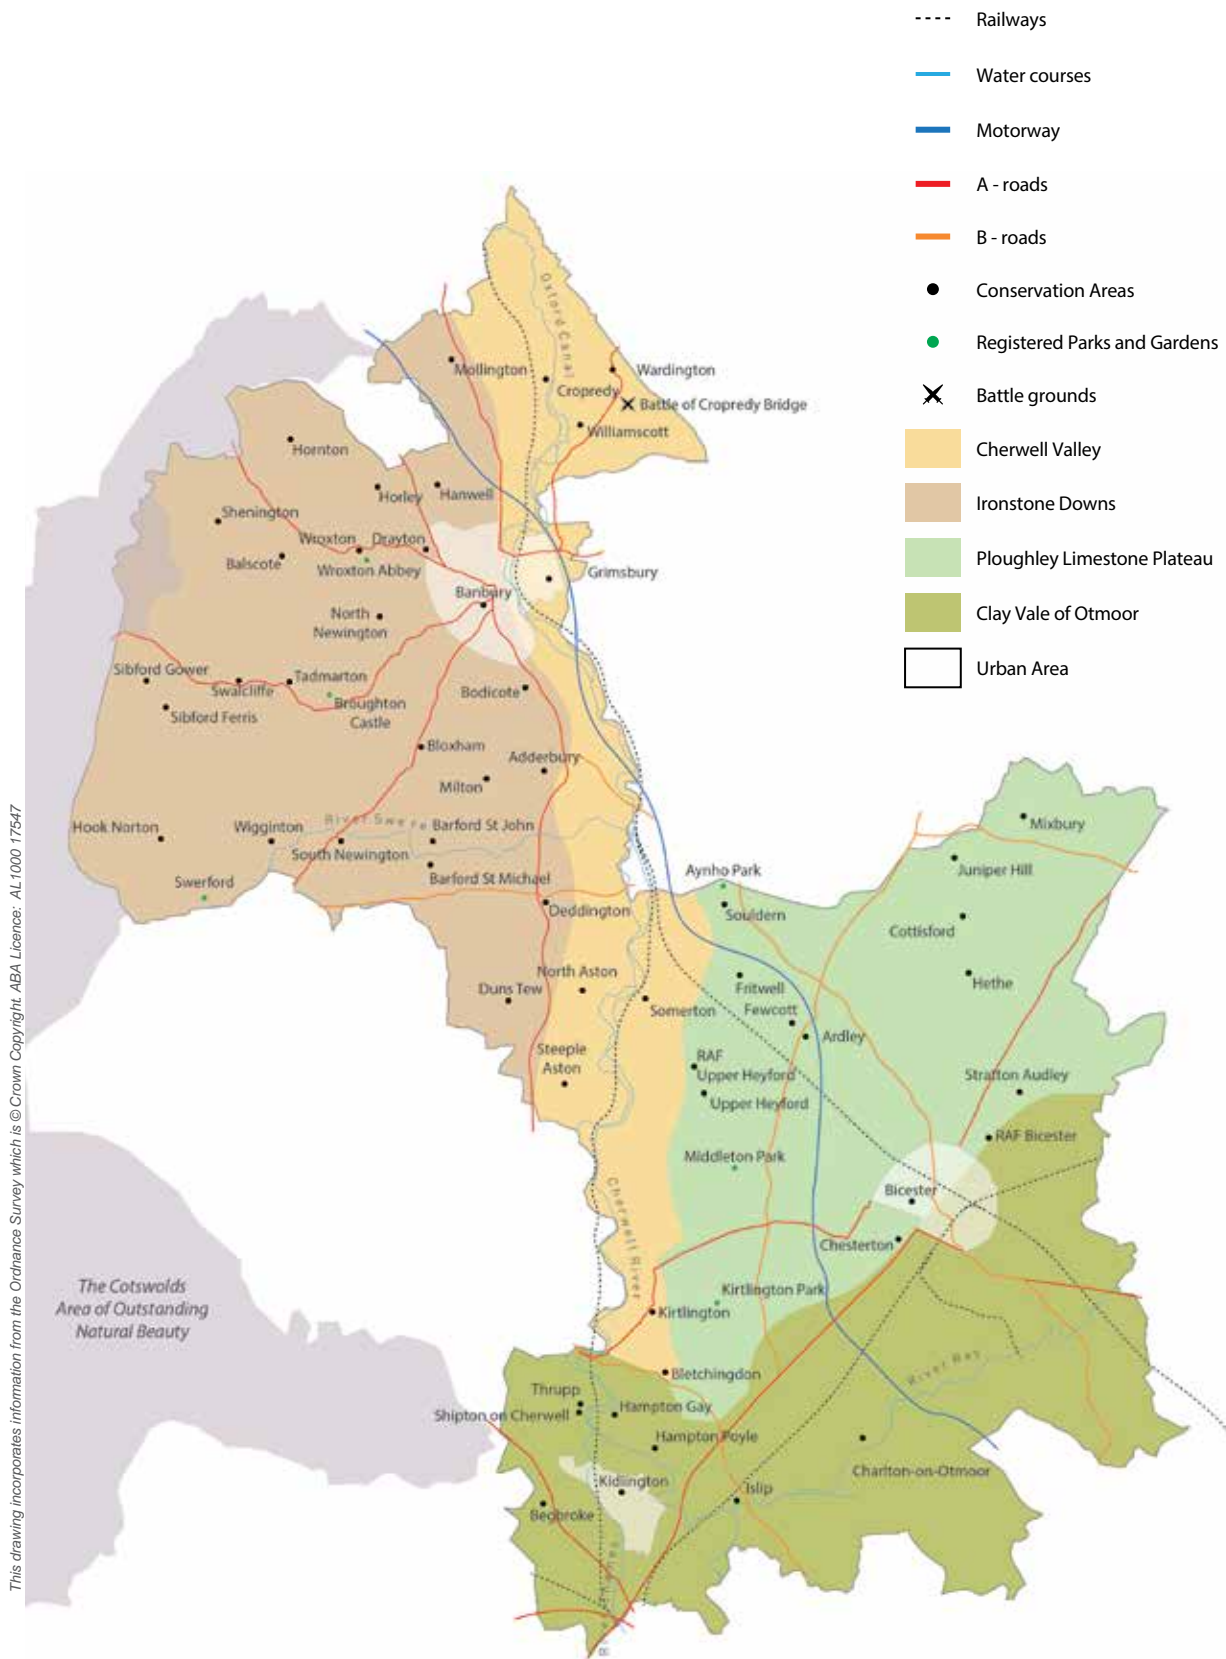 Railways
Water courses
Motorway
A - roads
B - roads
Conservation Areas
Registered Parks and Gardens
Battle grounds
Cherwell Valley
Ironstone Downs
Ploughley Limestone Plateau
Clay Vale of Otmoor
Urban Area
Oxford Canal
Mollington
Wardington
Cropredy
Battle of Cropredy Bridge
Williamscott
Hornton
Horley
Hanwell
Shenington
Wroxton
Drayton
Balscote
Wroxton Abbey
Grimsbury
Banbury
North
Newington
Sibford Gower
Swalcliffe
Tadmarton
Broughton
Castle
Bodicote
Sibford Ferris
Bloxham
Adderbury
Milton
River Swere
Hook Norton
Wigginton
Barford St John
South Newington
Barford St Michael
Swerford
Deddington
Mixbury
Juniper Hill
Aynho Park
Souldern
Cottisford
North Aston
Duns Tew
Somerton
Fritwell
Fewcott
Hethe
Ardley
Steeple
Aston
RAF
Upper Heyford
Upper Heyford
Stratton Audley
RAF Bicester
Middleton Park
Cherwell River
Bicester
Chesterton
Kirtlington Park
Kirtlington
Bletchingdon
River Ray
Thrupp
Shipton on Cherwell
Hampton Gay
Hampton Poyle
Charlton-on-Otmoor
Kidlington
Islip
Begbroke
The Cotswolds
Area of Outstanding
Natural Beauty
This drawing incorporates information from the Ordnance Survey which is © Crown Copyright. ABA Licence: AL1000 17547